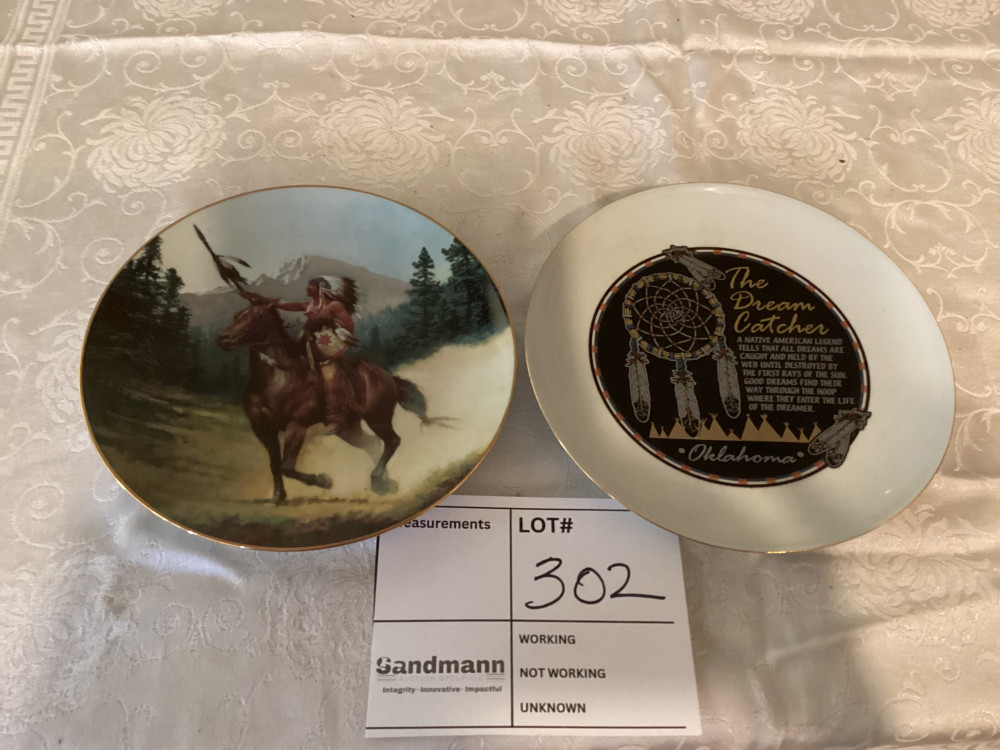 The
Dream
Catcher
A NATIVE AMERICAN LEGEND
TELLS THAT ALL DREAMS ARE
CAUGHT AND HELD BY THE
WEB UNTIL DESTROYED BY
THE FIRST RAYS OF THE SUN.
GOOD DREAMS FIND THEIR
WAY THROUGH THE HOOP
WHERE THEY ENTER THE LIFE
OF THE DREAMER.
•Oklahoma•
easurements
LOT#
302
WORKING
Sandmann
Integrity · Innovative · Impactful
NOT WORKING
UNKNOWN